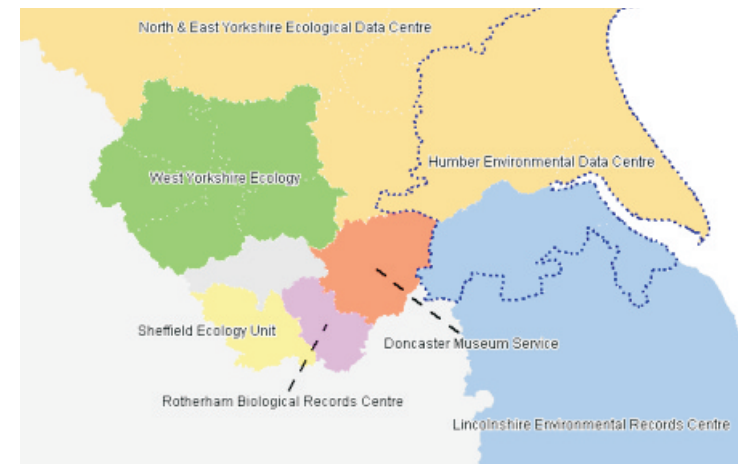 North & East Yorkshire Ecological Data Centre
Humber Environmental Data Centre
West Yorkshire Ecology
Sheffield Ecology Unit
Doncaster Museum Service
Rotherham Biological Records Centre
Lincolnshire Environmental Records Centre